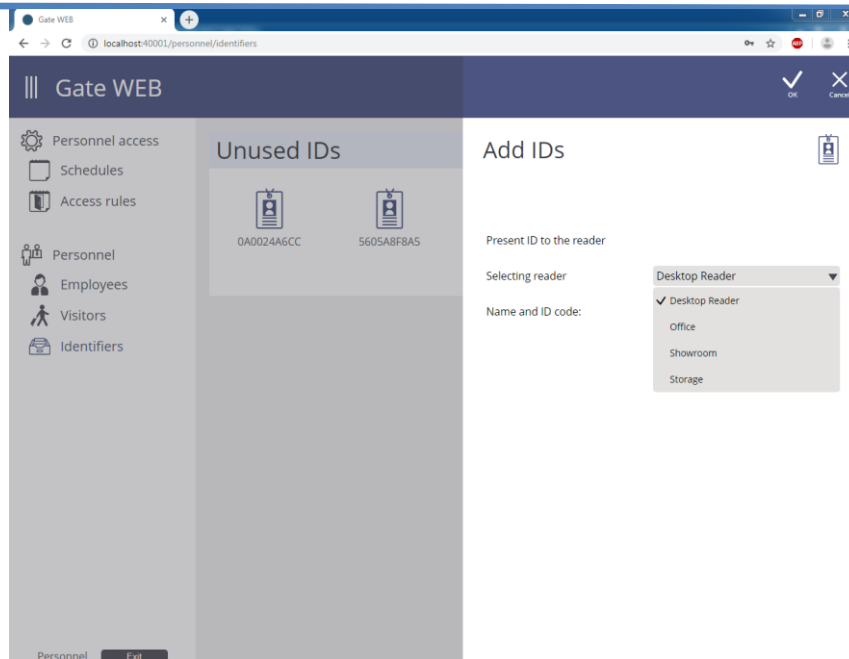 Gate WEB
localhost:40001/personnel/identifiers
ABP
Gate WEB
OK
Cancel
Personnel access
Schedules
Access rules
Personnel
Employees
Visitors
Identifiers
Personnel
Exit
Unused IDs
0A0024A6CC
5605A8F8A5
Add IDs
Present ID to the reader
Selecting reader
Desktop Reader
Desktop Reader
Office
Showroom
Storage
Name and ID code: